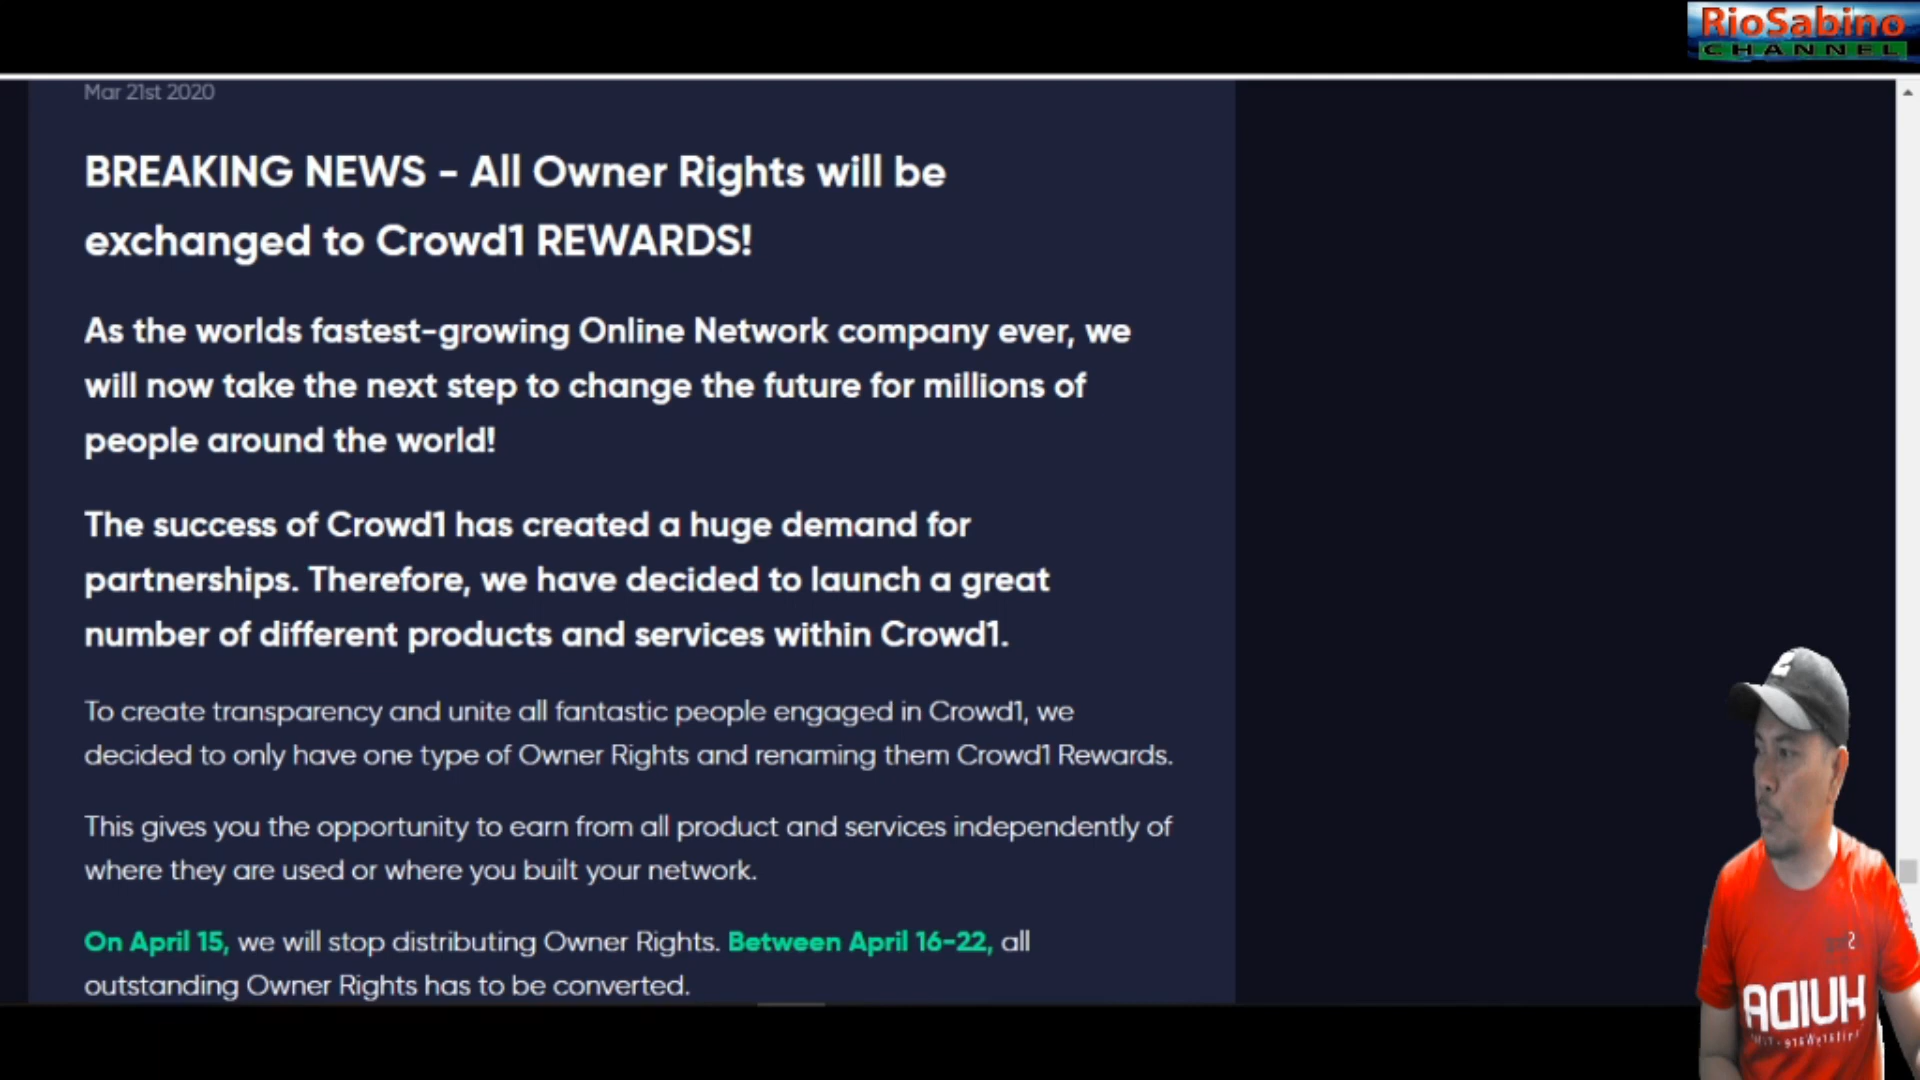 RioSabino
CHANNEL
Mar 21st 2020
BREAKING NEWS - All Owner Rights will be
exchanged to Crowd1 REWARDS!
As the worlds fastest-growing Online Network company ever, we
will now take the next step to change the future for millions of
people around the world!
The success of Crowd1 has created a huge demand for
partnerships. Therefore, we have decided to launch a great
number of different products and services within Crowd1.
To create transparency and unite all fantastic people engaged in Crowd1, we
decided to only have one type of Owner Rights and renaming them Crowd1 Rewards.
This gives you the opportunity to earn from all product and services independently of
where they are used or where you built your network.
On April 15, we will stop distributing Owner Rights. Between April 16-22, all
outstanding Owner Rights has to be converted.
HUIDA